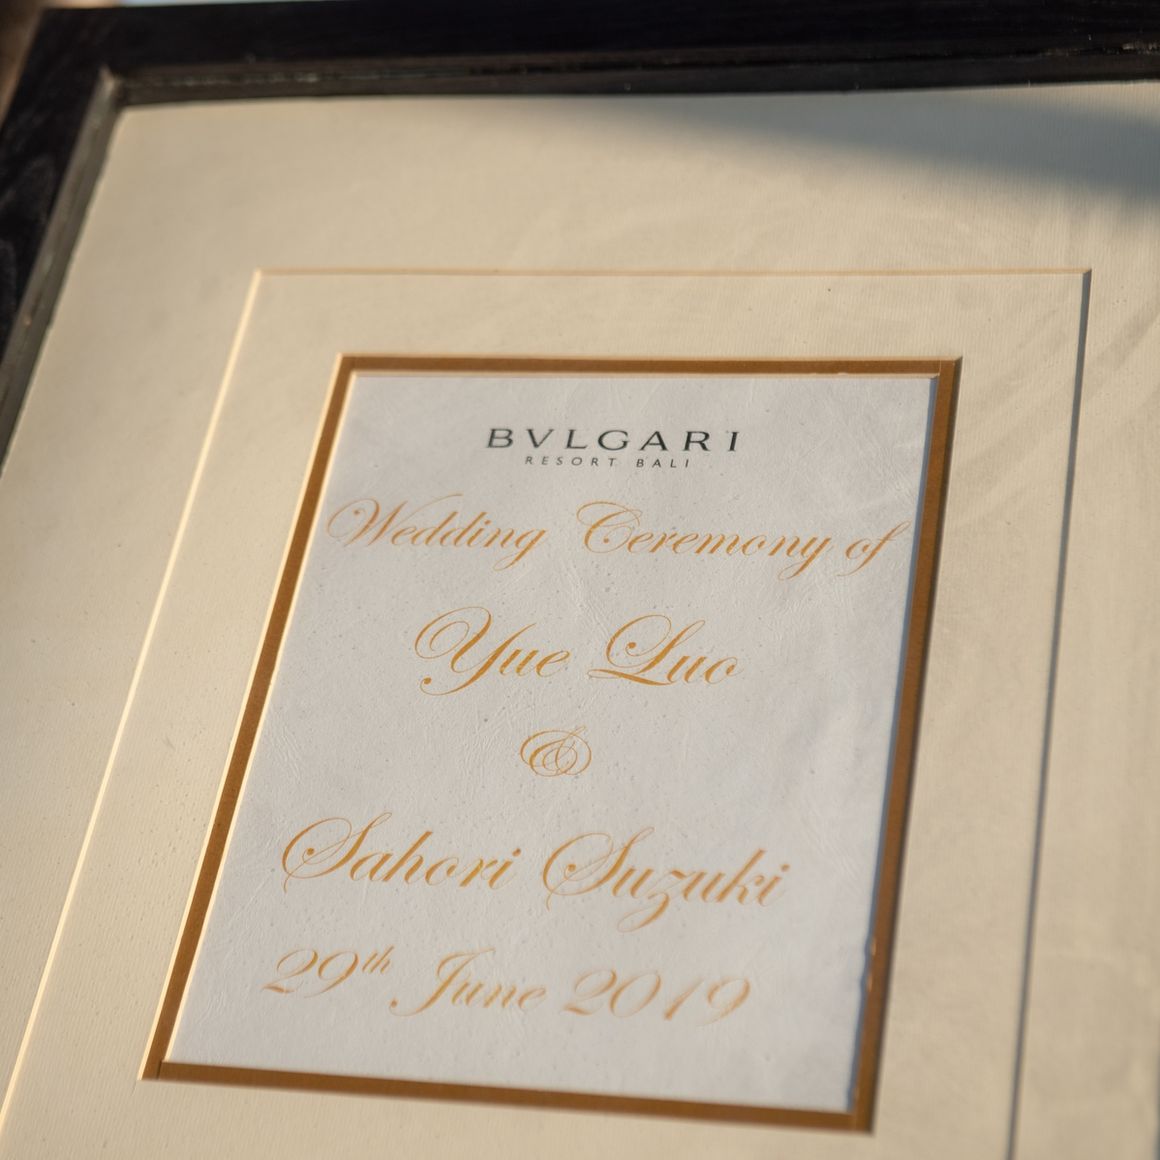 BVLGARI
RESORT BALI
Wedding Ceremony of
Yue Luo
&
Sahori Suzuki
29th June 2019